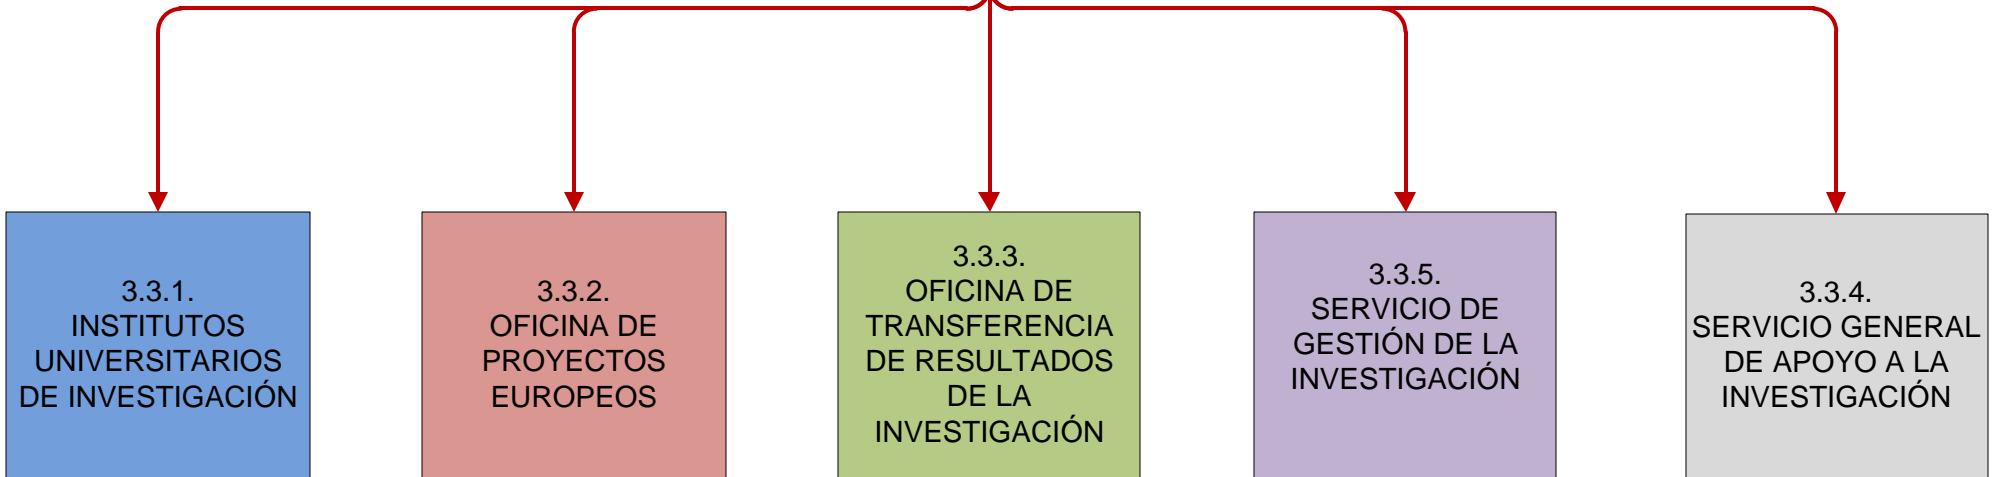 3.3.1.
INSTITUTOS
UNIVERSITARIOS
DE INVESTIGACIÓN
3.3.2.
OFICINA DE
PROYECTOS
EUROPEOS
3.3.3.
OFICINA DE
TRANSFERENCIA
DE RESULTADOS
DE LA
INVESTIGACIÓN
3.3.5.
SERVICIO DE
GESTIÓN DE LA
INVESTIGACIÓN
3.3.4.
SERVICIO GENERAL
DE APOYO A LA
INVESTIGACIÓN